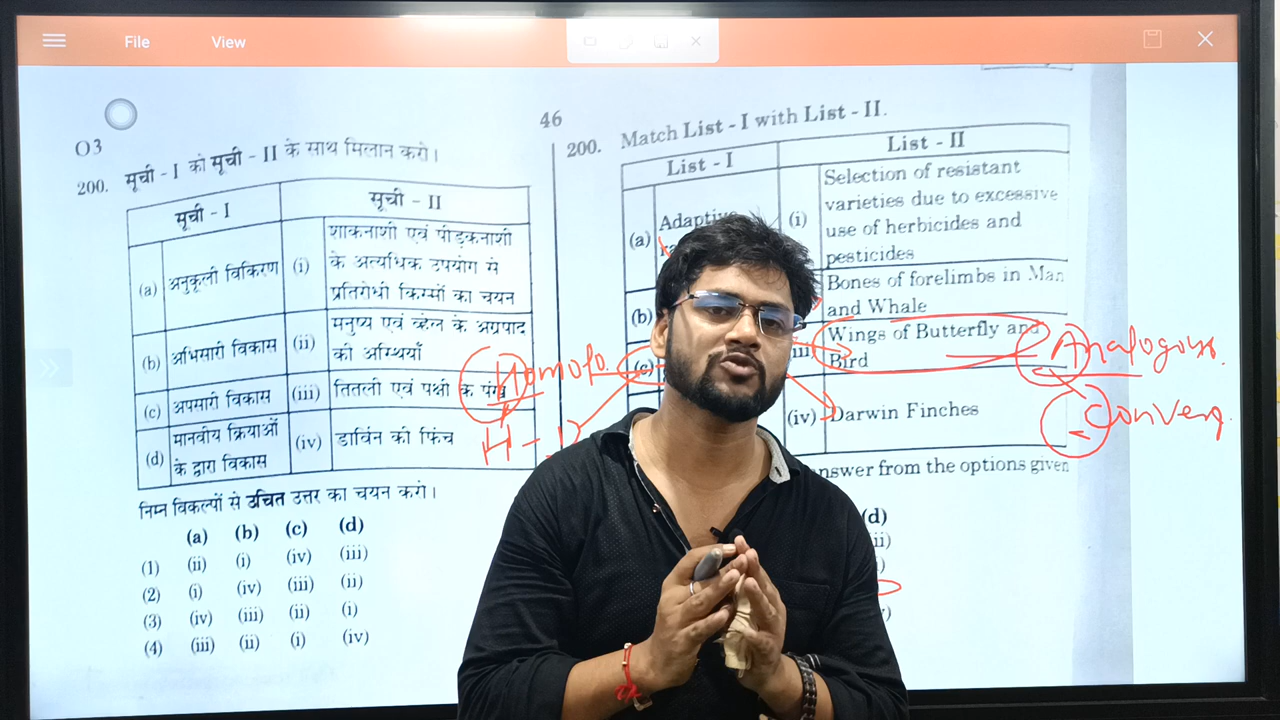 File View
46
O3
200. सूची - I को सूची - II के साथ मिलान करो।
सूची - I सूची - II
(a) अनुकूली विकिरण (i) शाकनाशी एवं पीड़कनाशी
के अत्यधिक उपयोग से
प्रतिरोधी किस्मों का चयन
(b) अभिसारी विकास (ii) मनुष्य एवं व्हेल के अग्रपाद
की अस्थियाँ
(c) अपसारी विकास (iii) तितली एवं पक्षी के पंख
(d) मानवीय क्रियाओं
के द्वारा विकास (iv) डार्विन की फिंच
निम्न विकल्पों से उचित उत्तर का चयन करो।
(a) (b) (c) (d)
(1) (ii) (i) (iv) (iii)
(2) (i) (iv) (iii) (ii)
(3) (iv) (iii) (ii) (i)
(4) (iii) (ii) (i) (iv)
200. Match List - I with List - II.
List - I List - II
(a) Adaptive (i) Selection of resistant
varieties due to excessive
use of herbicides and
pesticides
(b) Bones of forelimbs in Man
and Whale
(c) Wings of Butterfly and
Bird
(iv) Darwin Finches
answer from the options given
(d)
Homolo.
H - D
Analogous.
Converg.